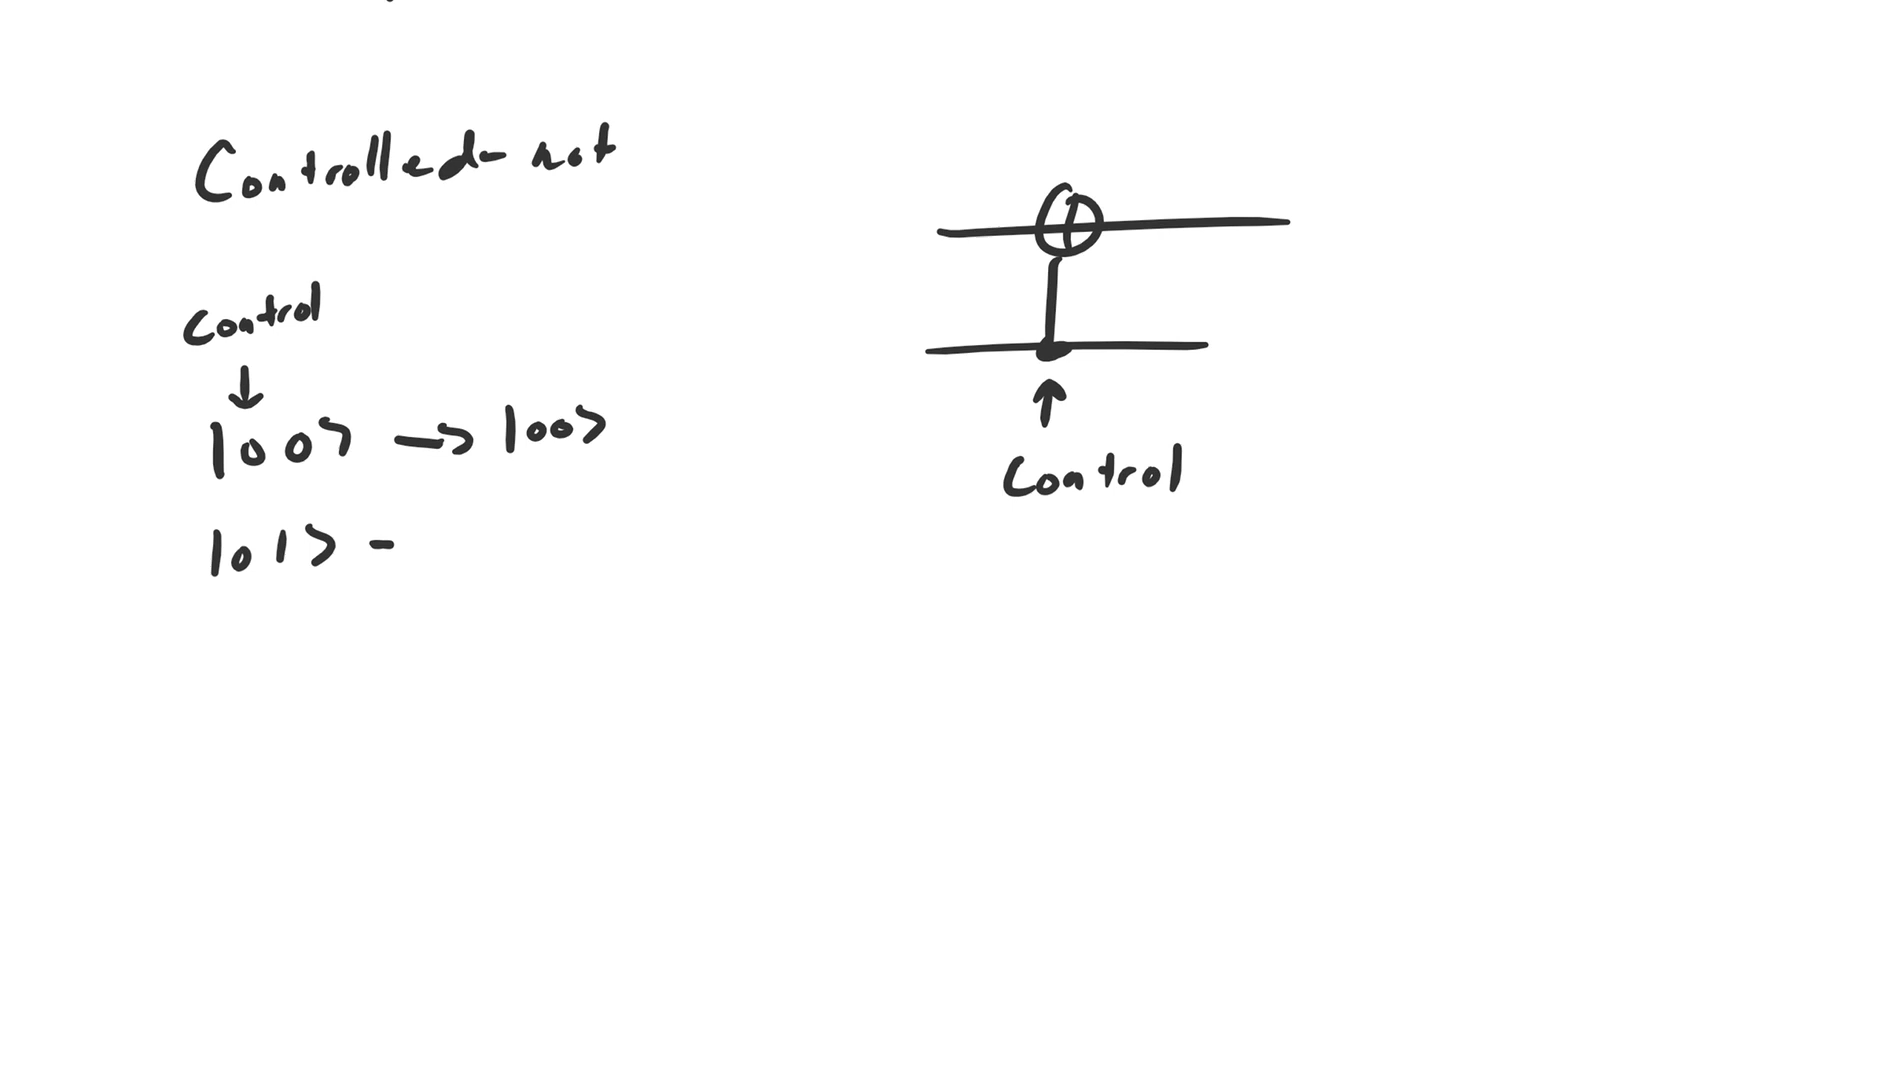 Controlled-not
Control
↓
|00> → |00>
|01> -
↑
Control